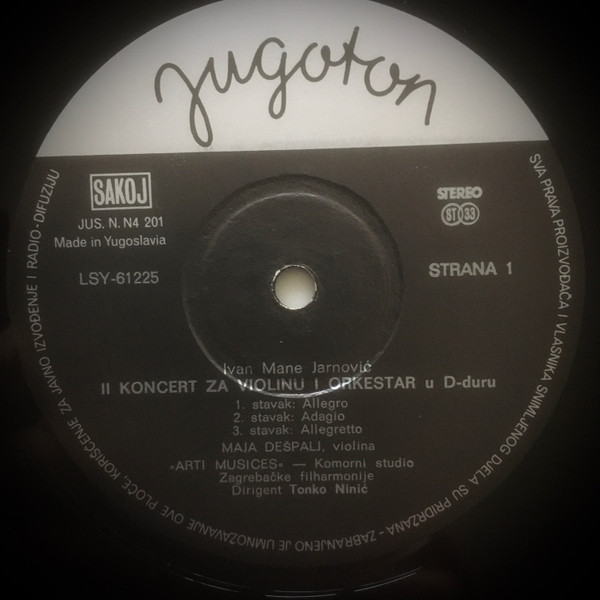 jugoton
SAKOJ
JUS. N. N4 201
Made in Yugoslavia
LSY-61225
STEREO
ST 33
STRANA 1
Ivan Mane Jarnović
II KONCERT ZA VIOLINU I ORKESTAR u D-duru
1. stavak: Allegro
2. stavak: Adagio
3. stavak: Allegretto
MAJA DEŠPALJ, violina
»ARTI MUSICES« — Komorni studio
Zagrebačke filharmonije
Dirigent Tonko Ninić
SVA PRAVA PROIZVOĐAČA I VLASNIKA SNIMLJENOG DJELA SU PRIDRŽANA - ZABRANJENO JE UMNOŽAVANJE OVE PLOČE, KORIŠĆENJE ZA JAVNO IZVOĐENJE I RADIO-DIFUZIJU